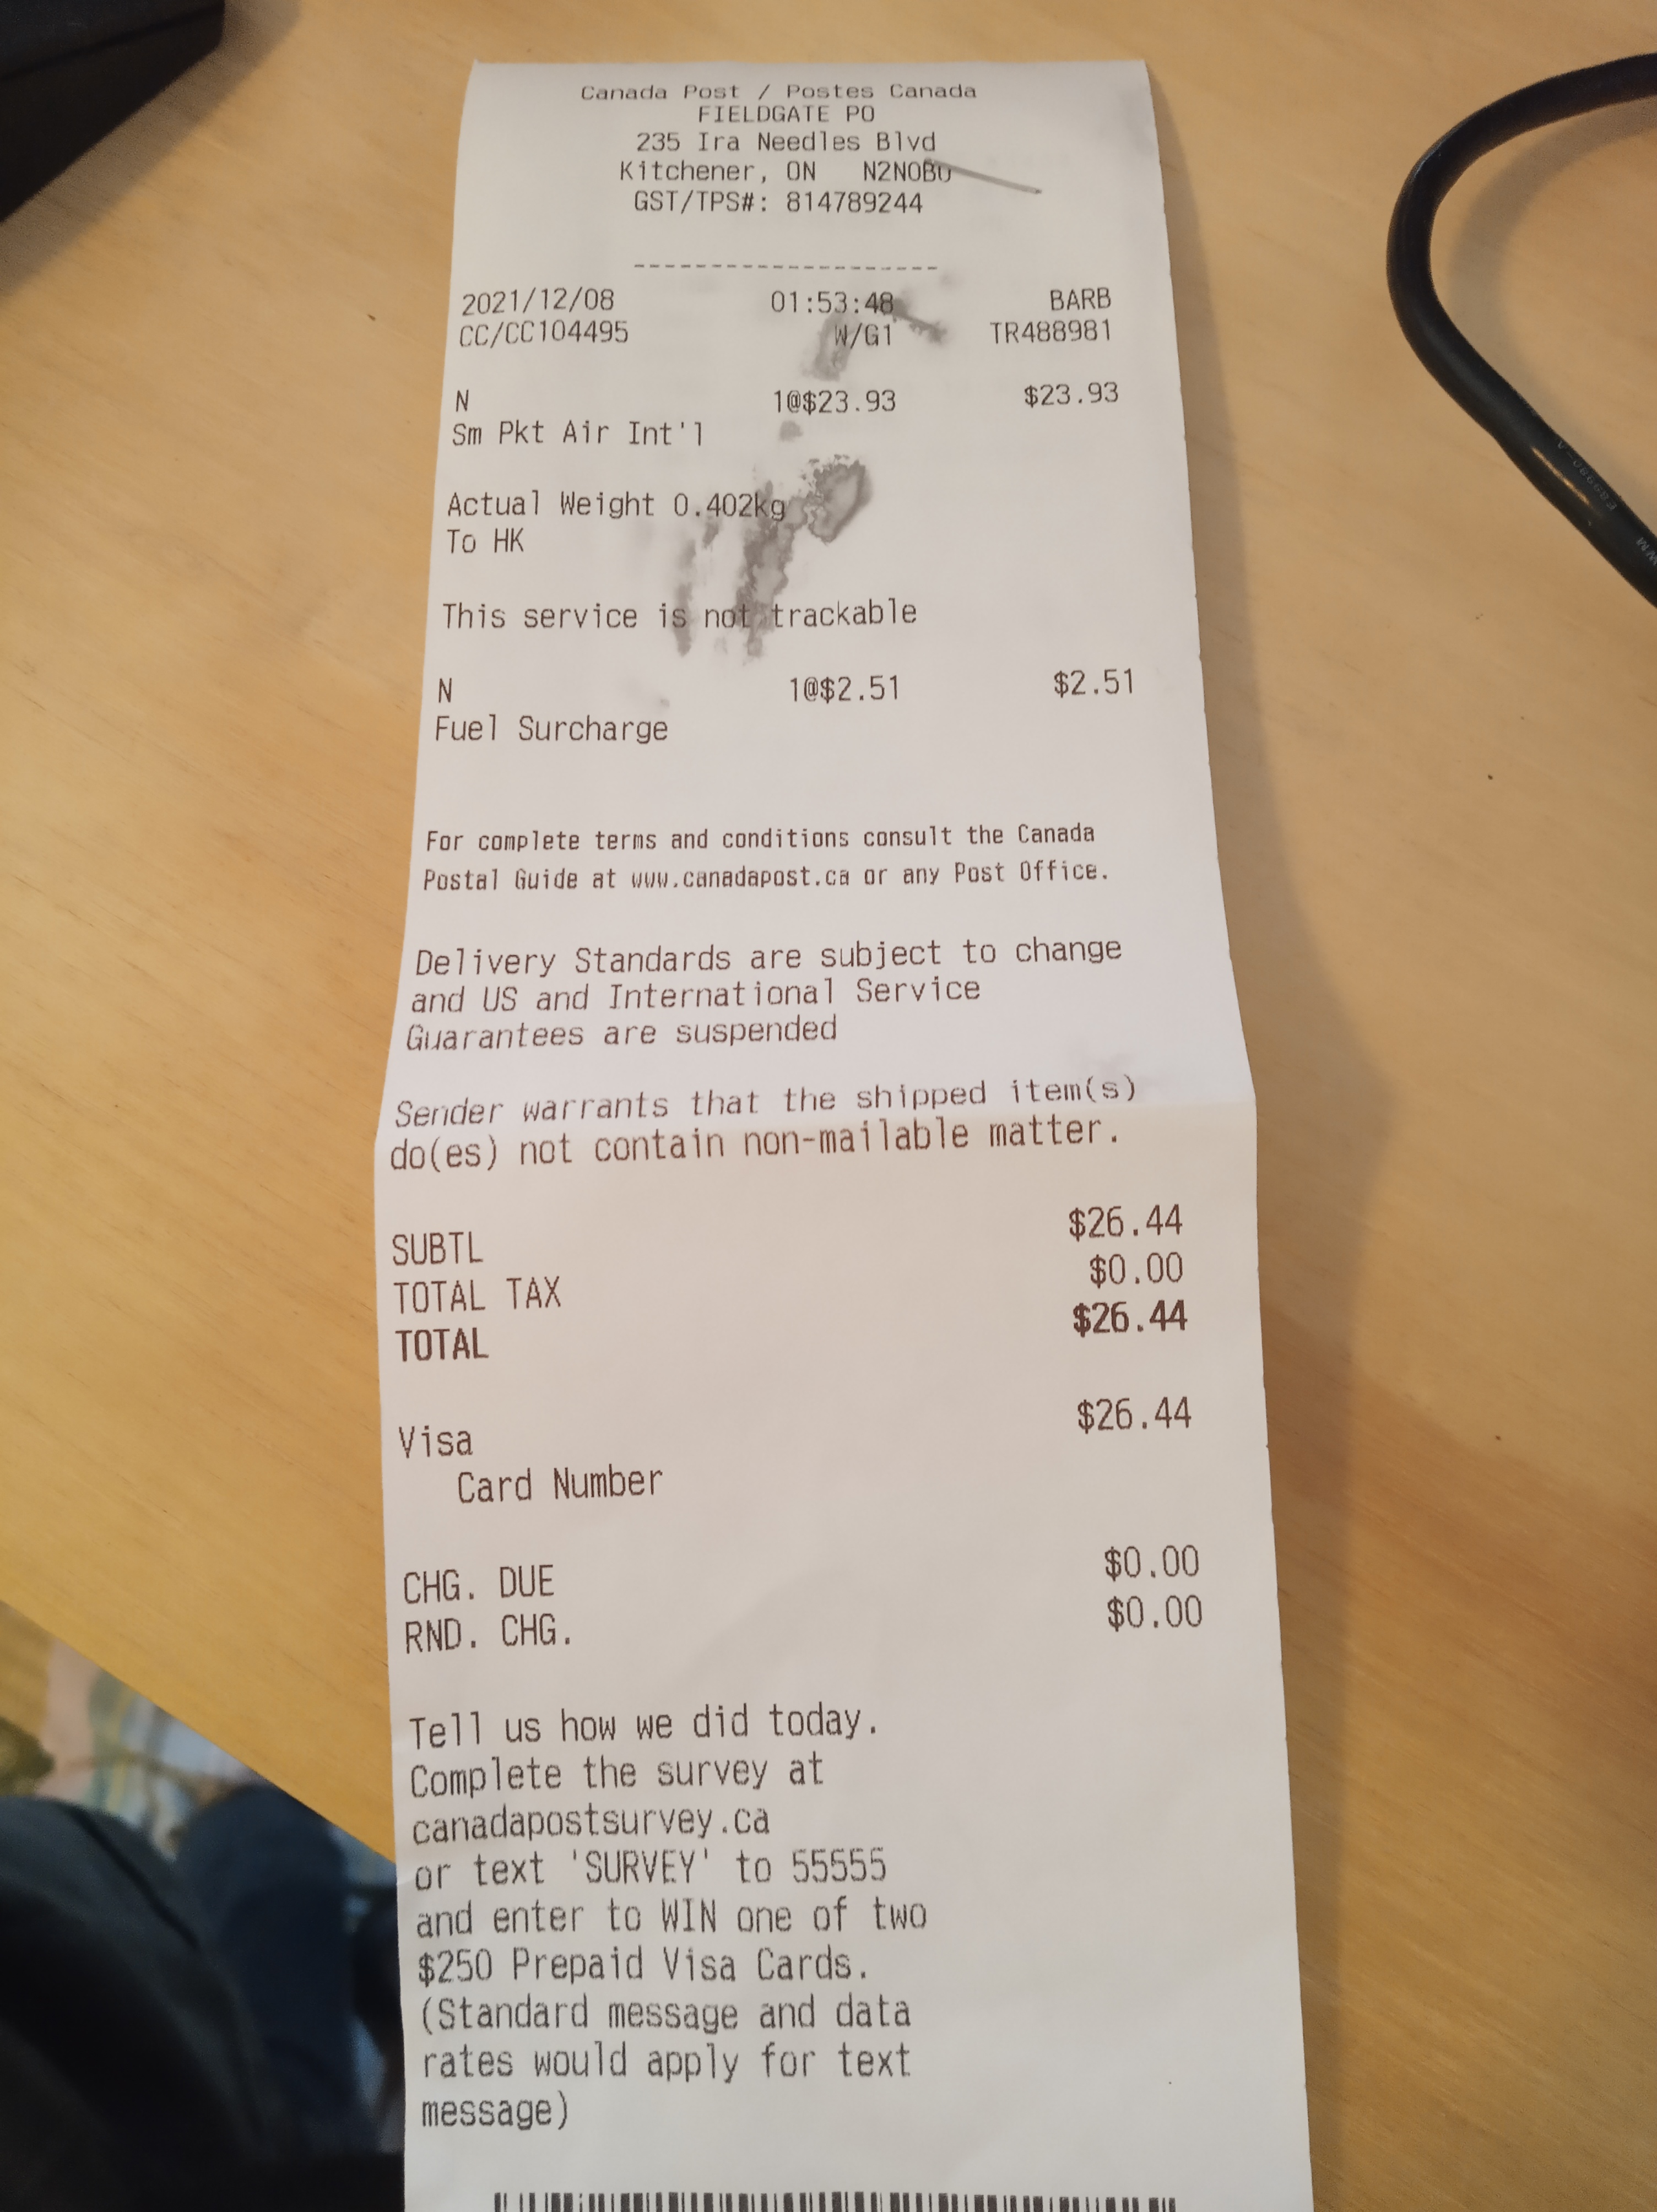 Canada Post / Postes Canada
FIELDGATE PO
235 Ira Needles Blvd
Kitchener, ON N2N0B0
GST/TPS#: 814789244
--------------------
2021/12/08 01:53:48 BARB
CC/CC104495 W/G1 TR488981
N 1@$23.93 $23.93
Sm Pkt Air Int'l
Actual Weight 0.402kg
To HK
This service is not trackable
N 1@$2.51 $2.51
Fuel Surcharge
For complete terms and conditions consult the Canada
Postal Guide at www.canadapost.ca or any Post Office.
Delivery Standards are subject to change
and US and International Service
Guarantees are suspended
Sender warrants that the shipped item(s)
do(es) not contain non-mailable matter.
SUBTL $26.44
TOTAL TAX $0.00
TOTAL $26.44
Visa $26.44
Card Number
CHG. DUE $0.00
RND. CHG. $0.00
Tell us how we did today.
Complete the survey at
canadapostsurvey.ca
or text 'SURVEY' to 55555
and enter to WIN one of two
$250 Prepaid Visa Cards.
(Standard message and data
rates would apply for text
message)